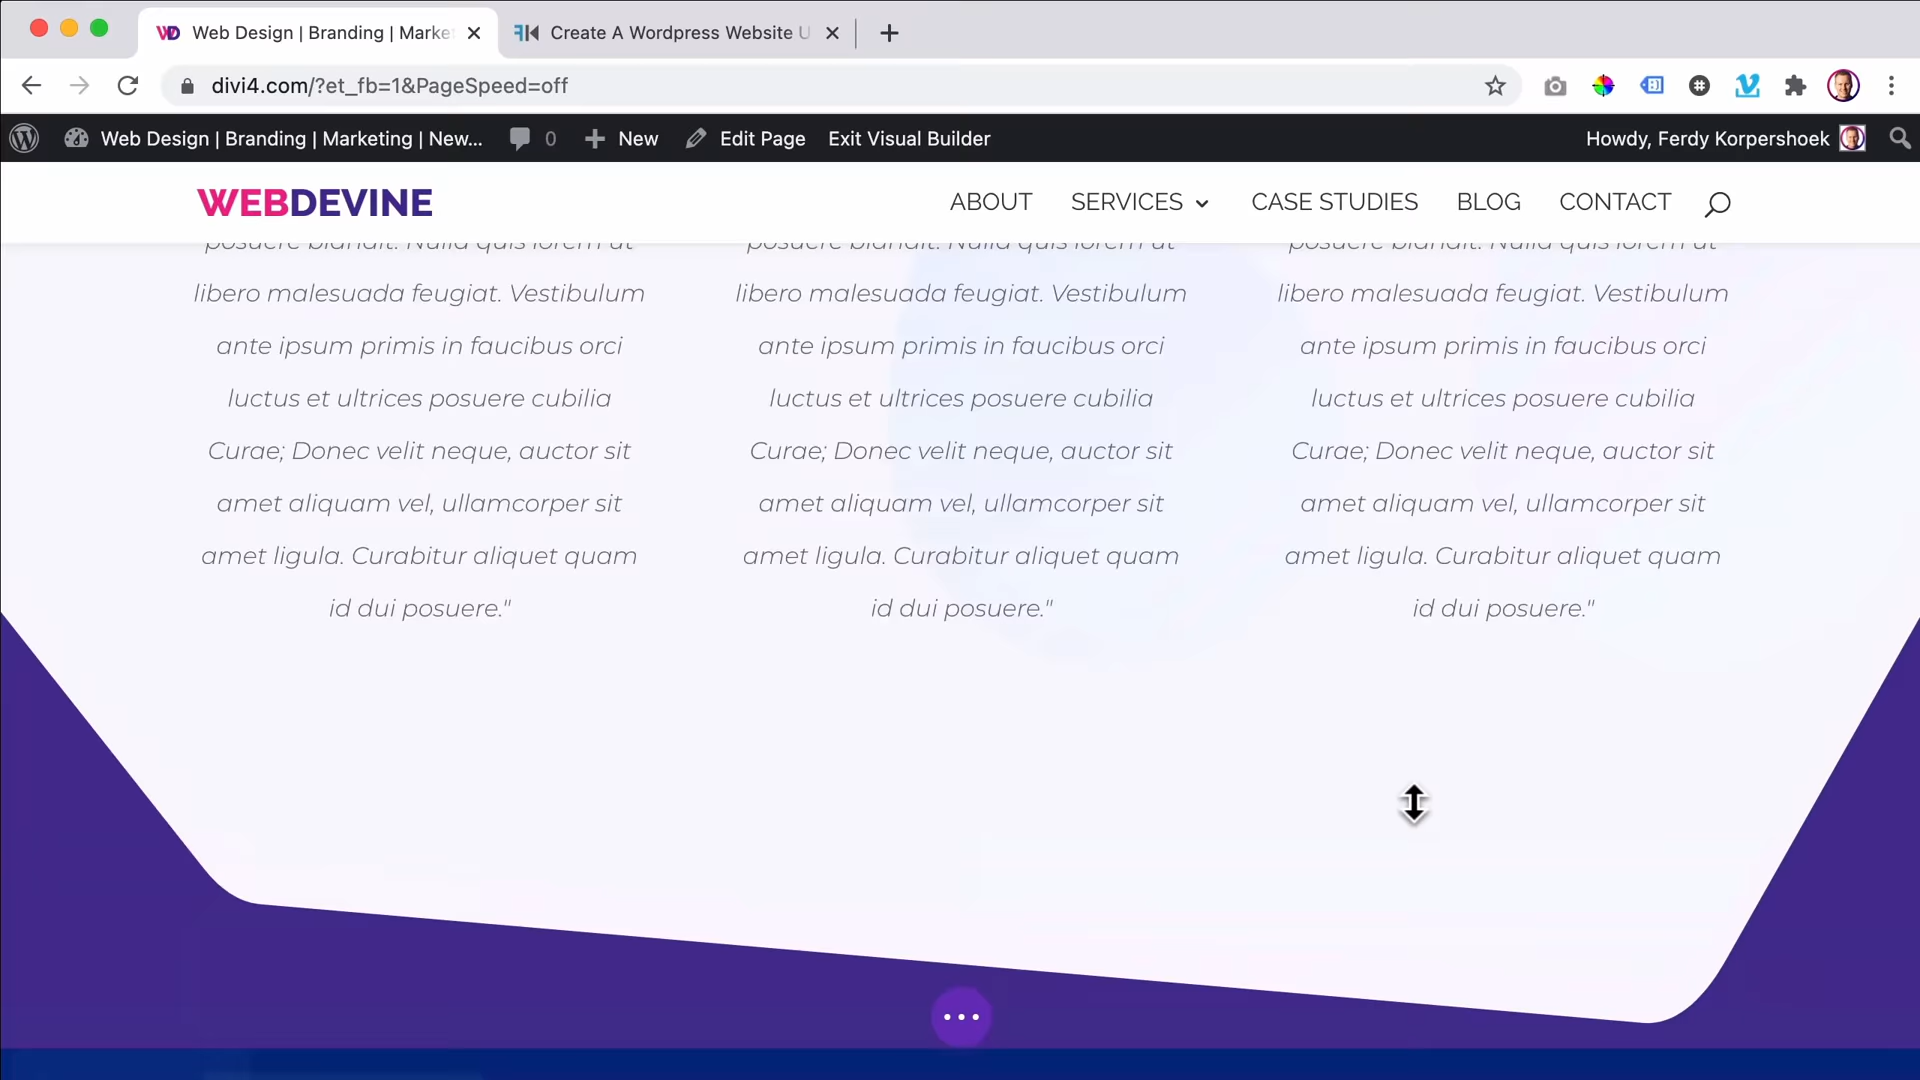 Web Design | Branding | Marke
Create A Wordpress Website U
divi4.com/?et_fb=1&PageSpeed=off
Web Design | Branding | Marketing | New... 0 New Edit Page Exit Visual Builder Howdy, Ferdy Korpershoek
WEBDEVINE ABOUT SERVICES CASE STUDIES BLOG CONTACT
posuere blandit. Nulla quis lorem ut
libero malesuada feugiat. Vestibulum
ante ipsum primis in faucibus orci
luctus et ultrices posuere cubilia
Curae; Donec velit neque, auctor sit
amet aliquam vel, ullamcorper sit
amet ligula. Curabitur aliquet quam
id dui posuere."
posuere blandit. Nulla quis lorem ut
libero malesuada feugiat. Vestibulum
ante ipsum primis in faucibus orci
luctus et ultrices posuere cubilia
Curae; Donec velit neque, auctor sit
amet aliquam vel, ullamcorper sit
amet ligula. Curabitur aliquet quam
id dui posuere."
posuere blandit. Nulla quis lorem ut
libero malesuada feugiat. Vestibulum
ante ipsum primis in faucibus orci
luctus et ultrices posuere cubilia
Curae; Donec velit neque, auctor sit
amet aliquam vel, ullamcorper sit
amet ligula. Curabitur aliquet quam
id dui posuere."